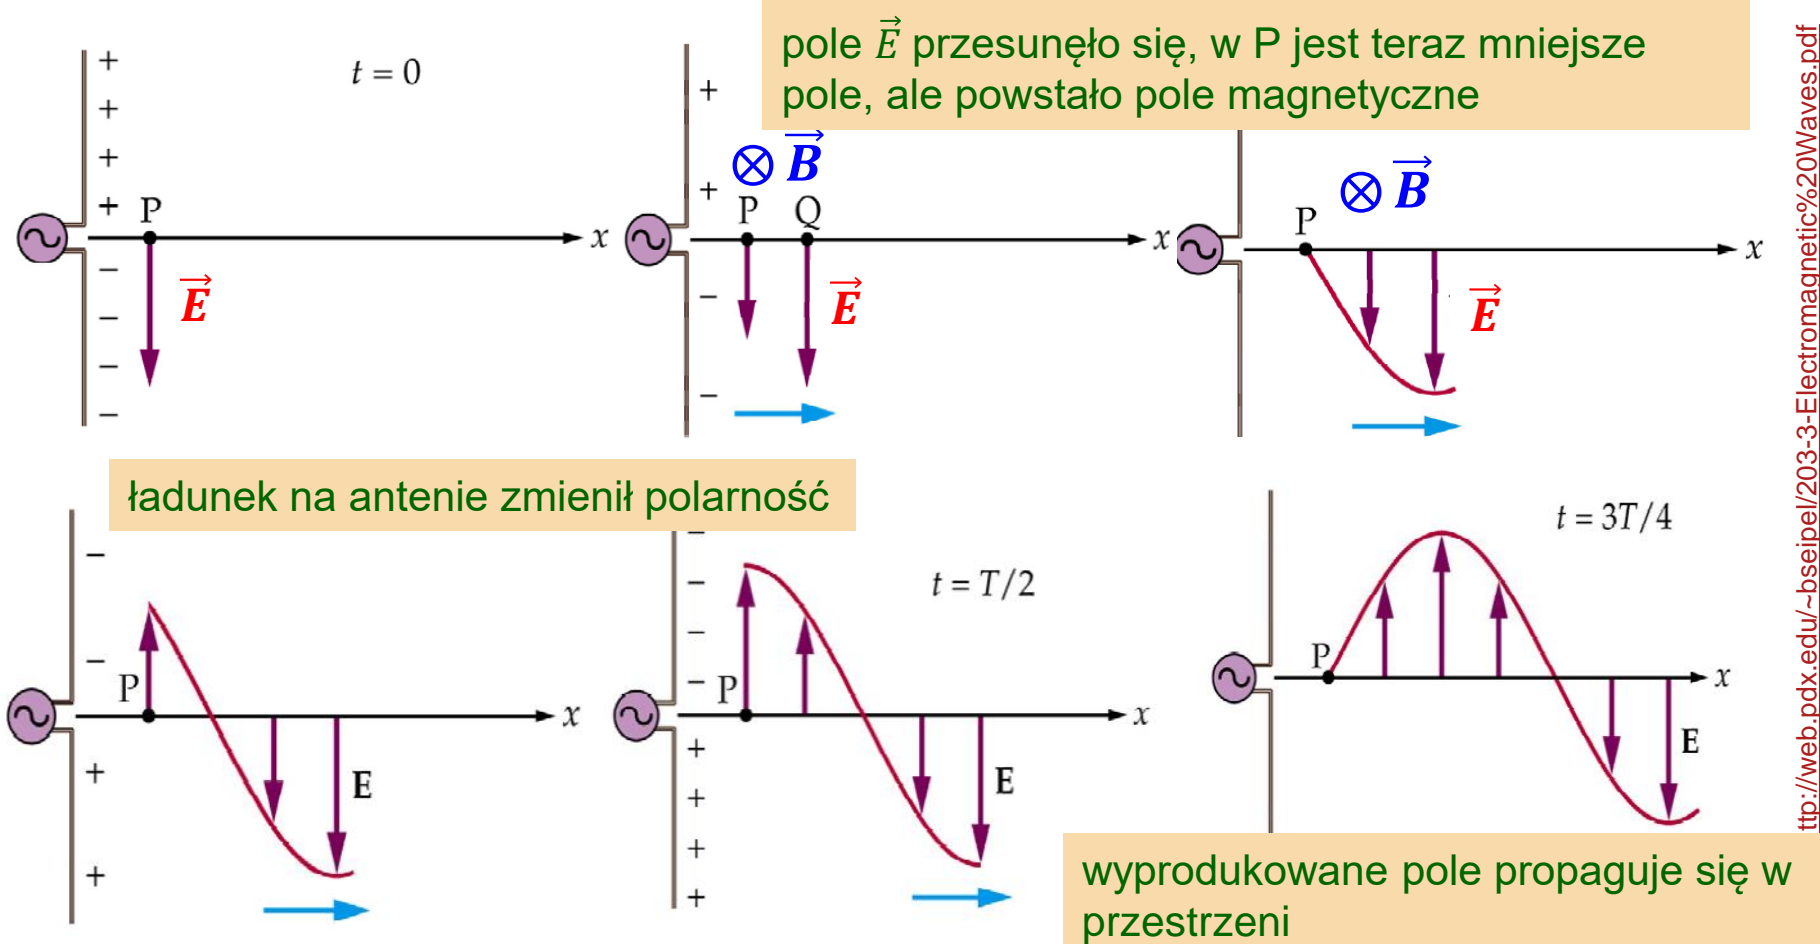 pole E⃗ przesunęło się, w P jest teraz mniejsze
pole, ale powstało pole magnetyczne
+
+
+
+
t = 0
P
x
−
−
−
−
E⃗
+
+
⊗ B⃗
P Q
x
−
−
E⃗
⊗ B⃗
P
x
E⃗
ładunek na antenie zmienił polarność
−
−
P
x
+
+
E
−
−
−
−
t = T/2
P
x
+
+
+
+
E
t = 3T/4
P
x
E
wyprodukowane pole propaguje się w
przestrzeni
ttp://web.pdx.edu/~bseipel/203-3-Electromagnetic%20Waves.pdf